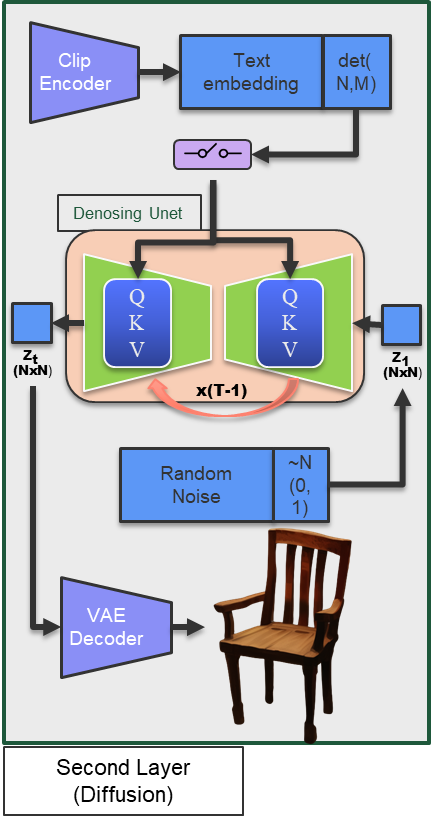 Clip
Encoder
Text
embedding
det(
N,M)
Denosing Unet
Q
K
V
Q
K
V
zt
(NxN)
z1
(NxN)
x(T-1)
Random
Noise
~N
(0,
1)
VAE
Decoder
Second Layer
(Diffusion)